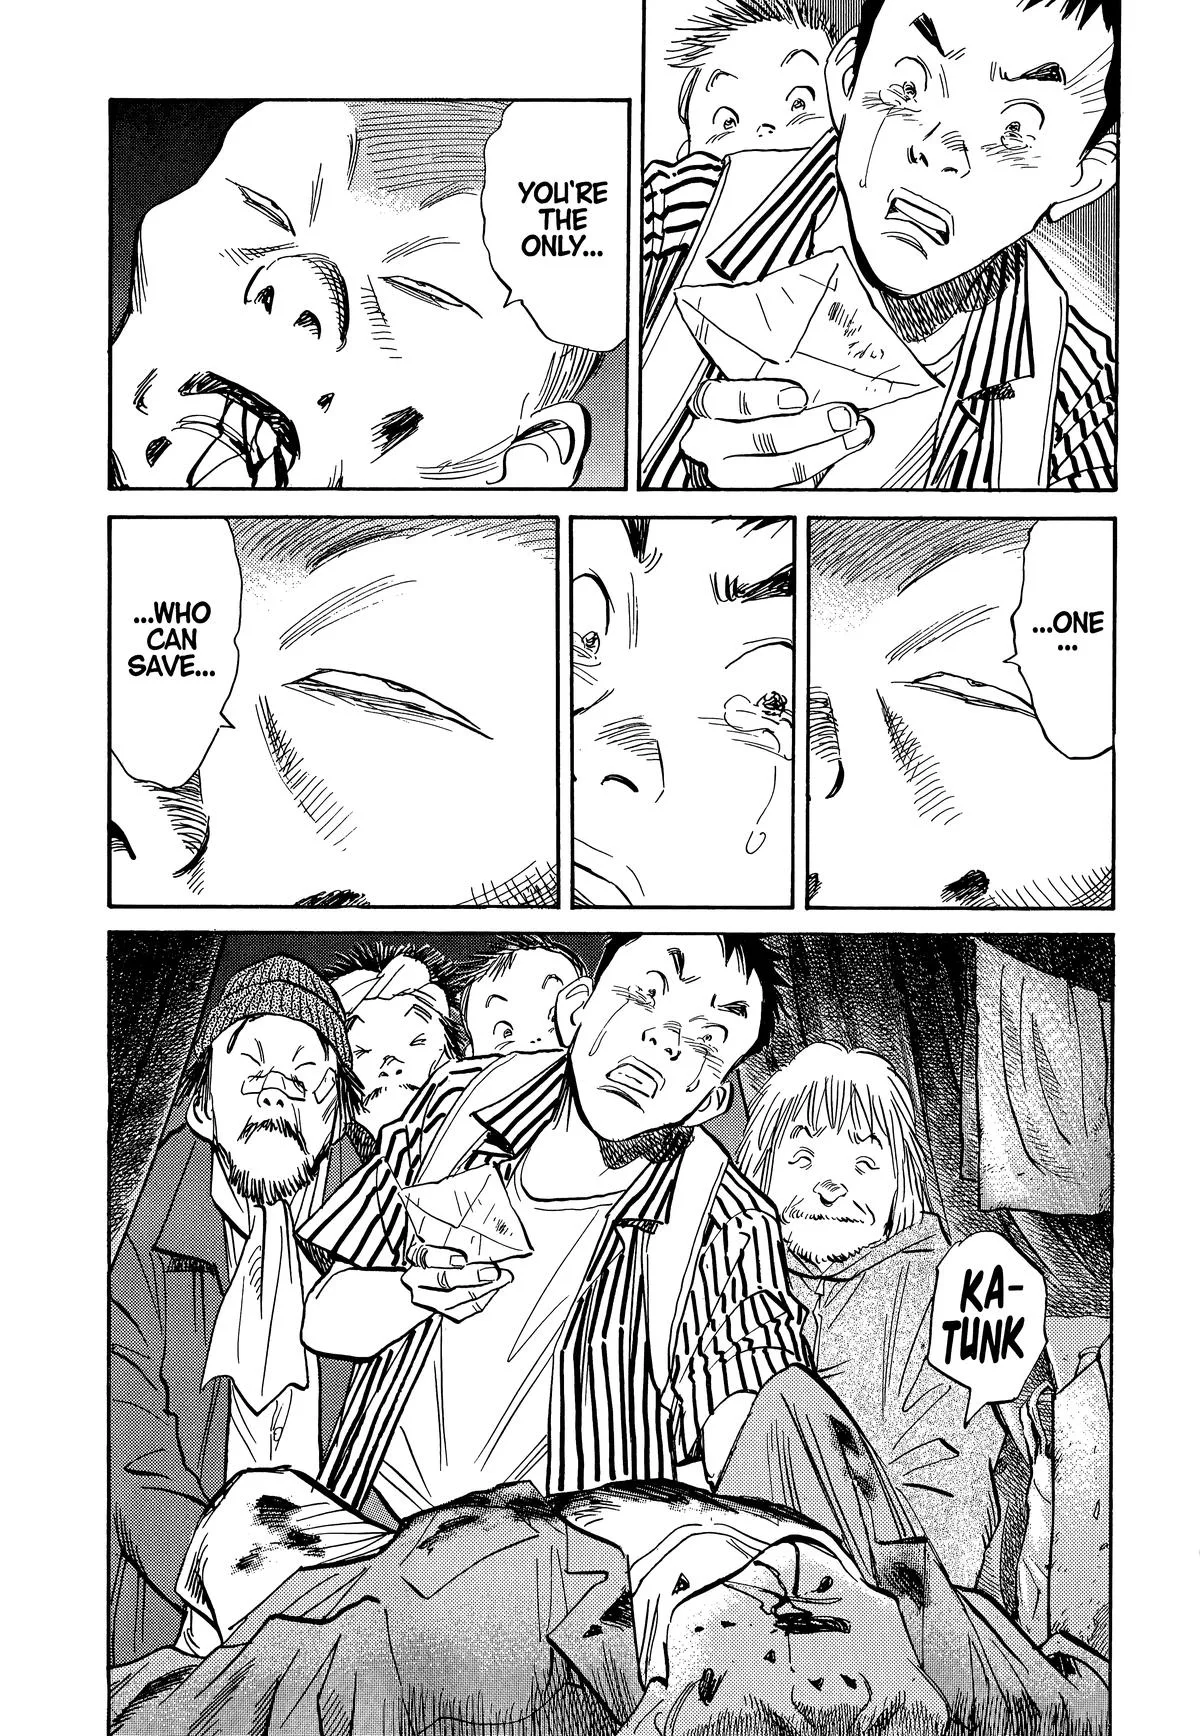 YOU'RE
THE
ONLY...
...ONE
...
...WHO
CAN
SAVE...
KA-
TUNK